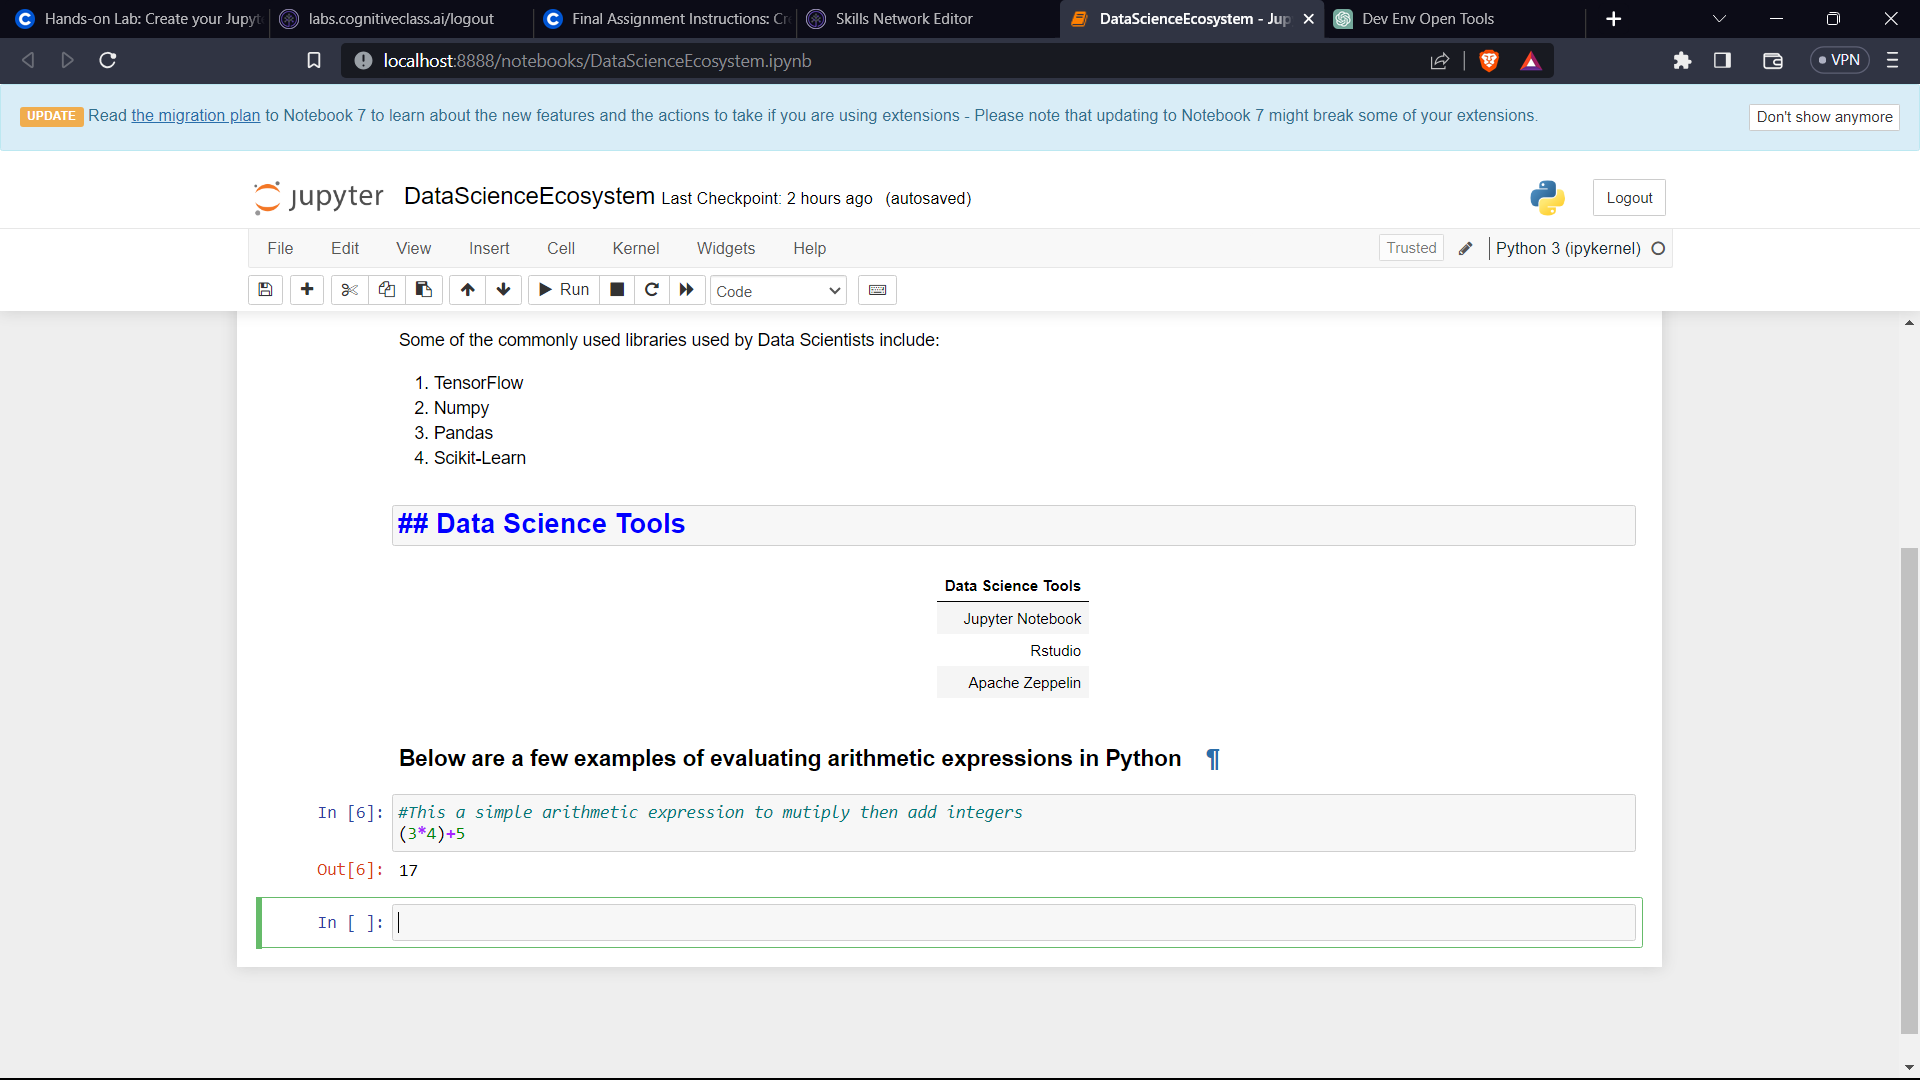 Hands-on Lab: Create your Jupyt
labs.cognitiveclass.ai/logout
Final Assignment Instructions: Cr
Skills Network Editor
DataScienceEcosystem - Jup
Dev Env Open Tools
localhost:8888/notebooks/DataScienceEcosystem.ipynb
VPN
UPDATE Read the migration plan to Notebook 7 to learn about the new features and the actions to take if you are using extensions - Please note that updating to Notebook 7 might break some of your extensions.
Don't show anymore
jupyter DataScienceEcosystem Last Checkpoint: 2 hours ago (autosaved)
Logout
File Edit View Insert Cell Kernel Widgets Help
Trusted
Python 3 (ipykernel)
Run
Code
Some of the commonly used libraries used by Data Scientists include:
1. TensorFlow
2. Numpy
3. Pandas
4. Scikit-Learn
## Data Science Tools
Data Science Tools
Jupyter Notebook
Rstudio
Apache Zeppelin
Below are a few examples of evaluating arithmetic expressions in Python ¶
In [6]: #This a simple arithmetic expression to mutiply then add integers
(3*4)+5
Out[6]: 17
In [ ]: